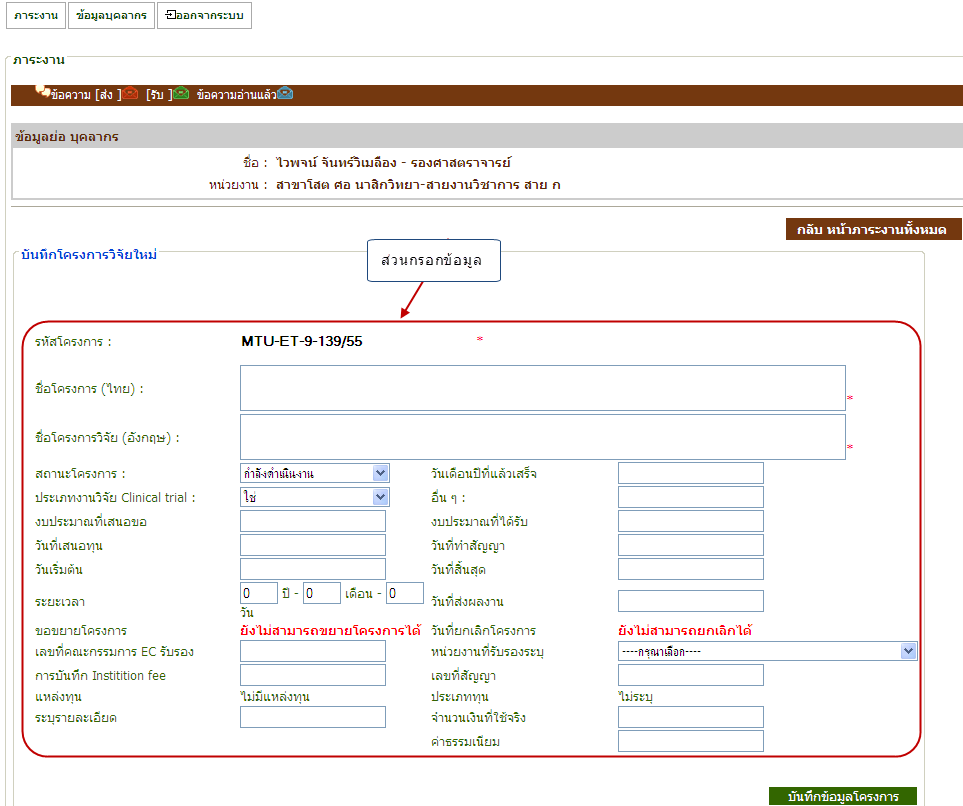 ภาระงาน ข้อมูลบุคลากร ออกจากระบบ
ภาระงาน
ข้อความ [ส่ง ] [รับ ] ข้อความอ่านแล้ว
ข้อมูลย่อ บุคลากร
ชื่อ : ไวพจน์ จันทร์วิเมลือง - รองศาสตราจารย์
หน่วยงาน : สาขาโสต ศอ นาสิกวิทยา-สายงานวิชาการ สาย ก
กลับ หน้าภาระงานทั้งหมด
บันทึกโครงการวิจัยใหม่
ส่วนกรอกข้อมูล
รหัสโครงการ : MTU-ET-9-139/55 *
ชื่อโครงการ (ไทย) : *
ชื่อโครงการวิจัย (อังกฤษ) : *
สถานะโครงการ : กำลังดำเนินงาน วันเดือนปีที่แล้วเสร็จ
ประเภทงานวิจัย Clinical trial : ใช่ อื่น ๆ :
งบประมาณที่เสนอขอ งบประมาณที่ได้รับ
วันที่เสนอทุน วันที่ทำสัญญา
วันเริ่มต้น วันที่สิ้นสุด
ระยะเวลา 0 ปี - 0 เดือน - 0 วัน วันที่ส่งผลงาน
ขอขยายโครงการ ยังไม่สามารถขยายโครงการได้ วันที่ยกเลิกโครงการ ยังไม่สามารถยกเลิกได้
เลขที่คณะกรรมการ EC รับรอง หน่วยงานที่รับรองระบุ ----กรุณาเลือก----
การบันทึก Institition fee เลขที่สัญญา
แหล่งทุน ไม่มีแหล่งทุน ประเภททุน ไม่ระบุ
ระบุรายละเอียด จำนวนเงินที่ใช้จริง
ค่าธรรมเนียม
บันทึกข้อมูลโครงการ